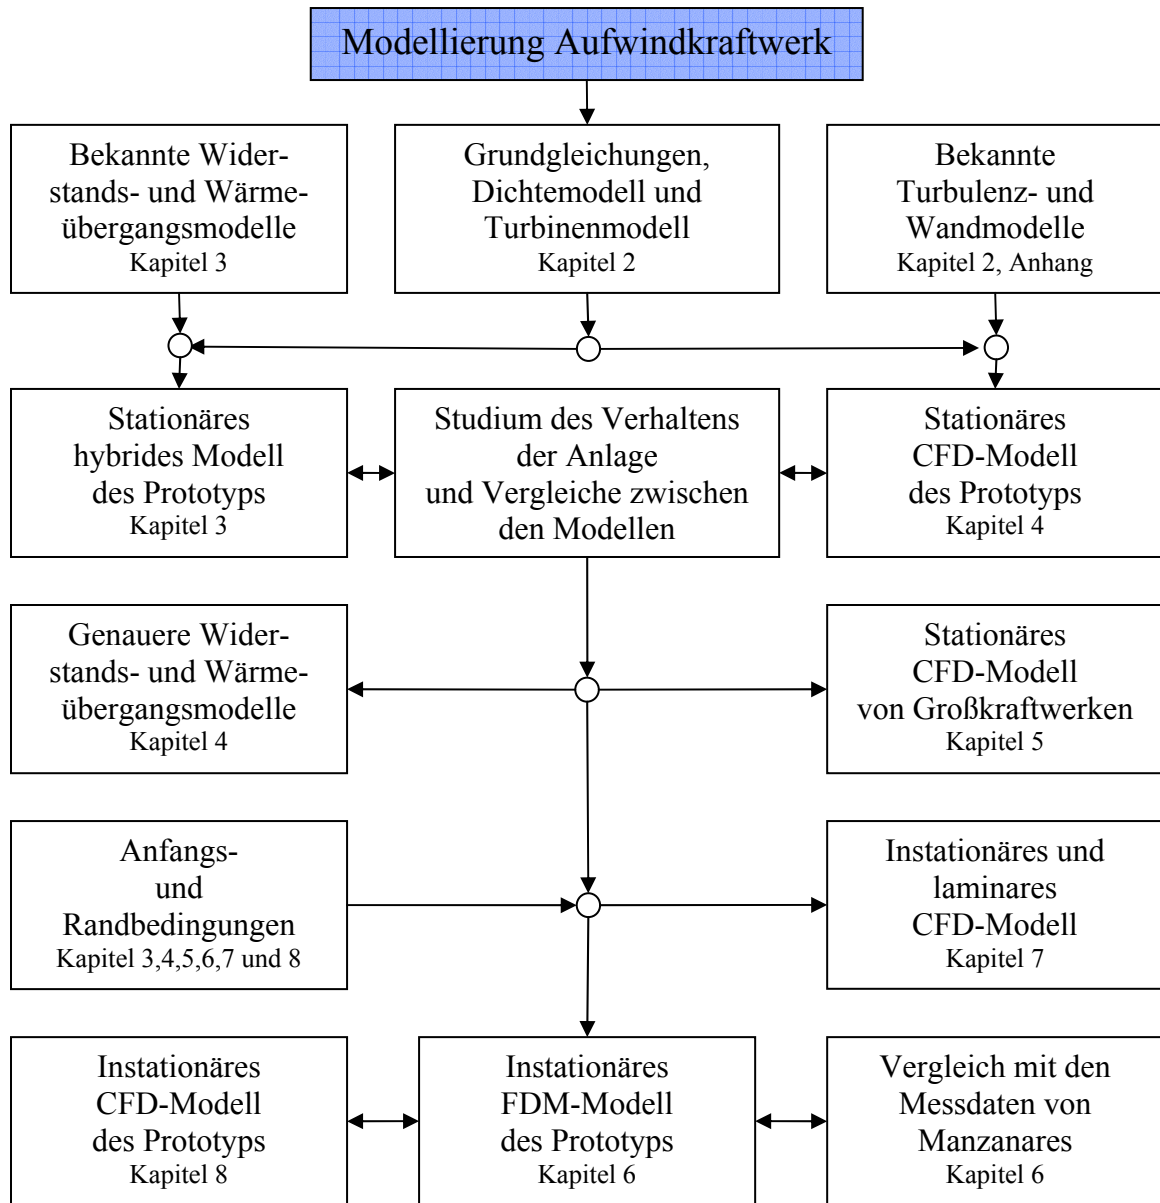 Modellierung Aufwindkraftwerk
Bekannte Wider-
stands- und Wärme-
übergangsmodelle
Kapitel 3
Grundgleichungen,
Dichtemodell und
Turbinenmodell
Kapitel 2
Bekannte
Turbulenz- und
Wandmodelle
Kapitel 2, Anhang
Stationäres
hybrides Modell
des Prototyps
Kapitel 3
Studium des Verhaltens
der Anlage
und Vergleiche zwischen
den Modellen
Stationäres
CFD-Modell
des Prototyps
Kapitel 4
Genauere Wider-
stands- und Wärme-
übergangsmodelle
Kapitel 4
Stationäres
CFD-Modell
von Großkraftwerken
Kapitel 5
Anfangs-
und
Randbedingungen
Kapitel 3,4,5,6,7 und 8
Instationäres und
laminares
CFD-Modell
Kapitel 7
Instationäres
CFD-Modell
des Prototyps
Kapitel 8
Instationäres
FDM-Modell
des Prototyps
Kapitel 6
Vergleich mit den
Messdaten von
Manzanares
Kapitel 6